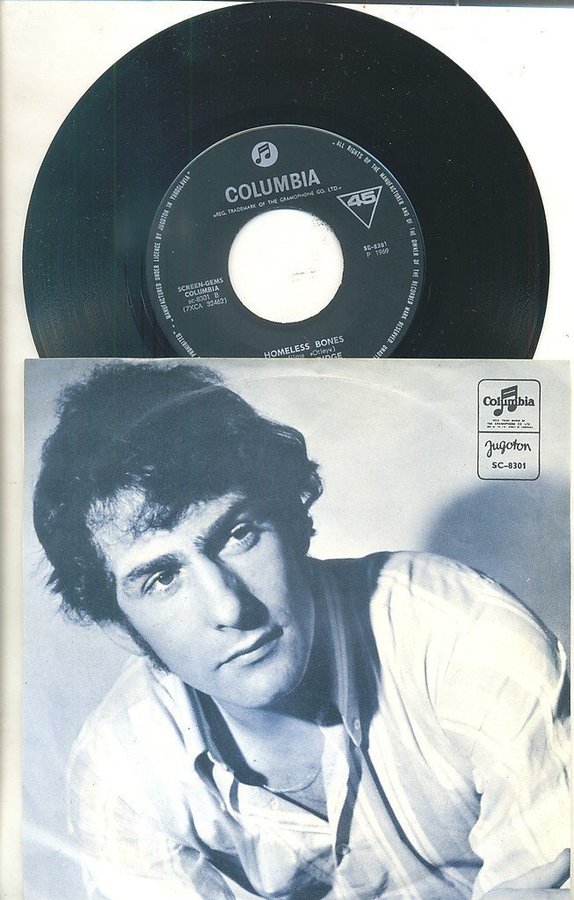 COLUMBIA
»REG. TRADEMARK OF THE GRAMOPHONE CO. LTD.«
45
SC-8301
P 1969
SCREEN-GEMS
COLUMBIA
SC-8301 B
(7XCA 32462)
HOMELESS BONES
»Otley«)
MANUFACTURED UNDER LICENCE BY JUGOTON IN YUGOSLAVIA"
"ALL RIGHTS OF THE MANUFACTURER AND OF THE OWNER OF THE RECORDED WORK RESERVED
Columbia
Jugoton
SC-8301